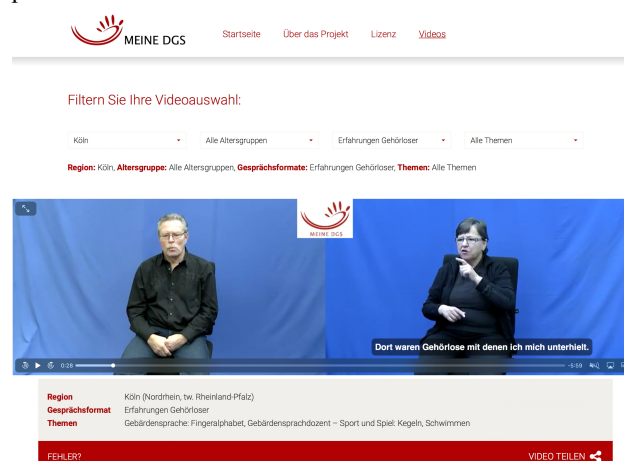 MEINE DGS
Startseite Über das Projekt Lizenz Videos
Filtern Sie Ihre Videoauswahl:
Köln Alle Altersgruppen Erfahrungen Gehörloser Alle Themen
Region: Köln, Altersgruppe: Alle Altersgruppen, Gesprächsformate: Erfahrungen Gehörloser, Themen: Alle Themen
MEINE DGS
Dort waren Gehörlose mit denen ich mich unterhielt.
0:25 -5:59
Region Köln (Nordrhein, tw. Rheinland-Pfalz)
Gesprächsformat Erfahrungen Gehörloser
Themen Gebärdensprache: Fingeralphabet, Gebärdensprachdozent – Sport und Spiel: Kegeln, Schwimmen
FEHLER? VIDEO TEILEN